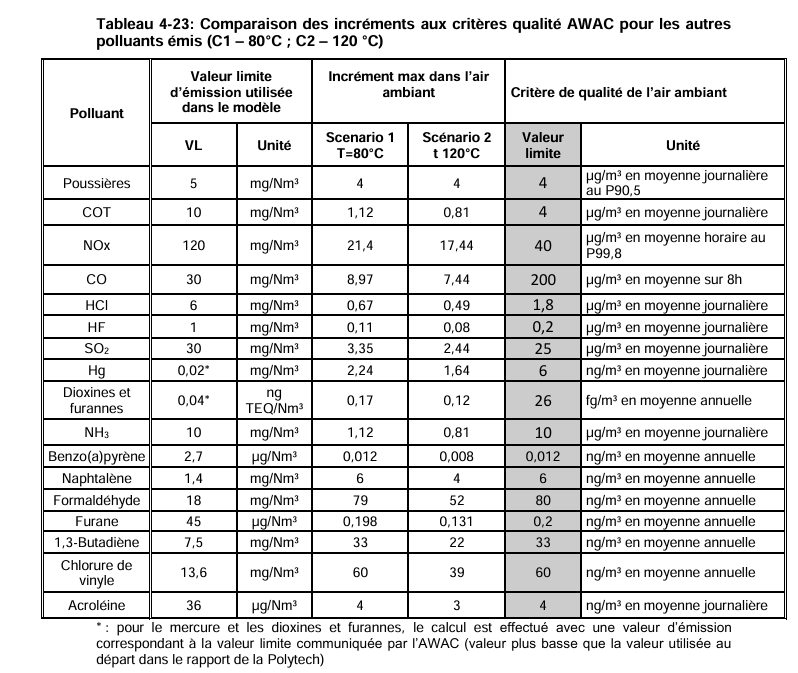 Tableau 4-23: Comparaison des incréments aux critères qualité AWAC pour les autres
polluants émis (C1 – 80°C ; C2 – 120 °C)
Polluant
Valeur limite
d'émission utilisée
dans le modèle
Incrément max dans l'air
ambiant
Critère de qualité de l'air ambiant
VL
Unité
Scenario 1
T=80°C
Scénario 2
t 120°C
Valeur
limite
Unité
Poussières 5 mg/Nm³ 4 4 4 µg/m³ en moyenne journalière
au P90,5
COT 10 mg/Nm³ 1,12 0,81 4 µg/m³ en moyenne journalière
NOx 120 mg/Nm³ 21,4 17,44 40 µg/m³ en moyenne horaire au
P99,8
CO 30 mg/Nm³ 8,97 7,44 200 µg/m³ en moyenne sur 8h
HCl 6 mg/Nm³ 0,67 0,49 1,8 µg/m³ en moyenne journalière
HF 1 mg/Nm³ 0,11 0,08 0,2 µg/m³ en moyenne journalière
SO₂ 30 mg/Nm³ 3,35 2,44 25 µg/m³ en moyenne journalière
Hg 0,02* mg/Nm³ 2,24 1,64 6 ng/m³ en moyenne journalière
Dioxines et
furannes
0,04*
ng
TEQ/Nm³
0,17 0,12 26 fg/m³ en moyenne annuelle
NH₃ 10 mg/Nm³ 1,12 0,81 10 µg/m³ en moyenne journalière
Benzo(a)pyrène 2,7 µg/Nm³ 0,012 0,008 0,012 ng/m³ en moyenne annuelle
Naphtalène 1,4 mg/Nm³ 6 4 6 ng/m³ en moyenne annuelle
Formaldéhyde 18 mg/Nm³ 79 52 80 ng/m³ en moyenne annuelle
Furane 45 µg/Nm³ 0,198 0,131 0,2 ng/m³ en moyenne annuelle
1,3-Butadiène 7,5 mg/Nm³ 33 22 33 ng/m³ en moyenne annuelle
Chlorure de
vinyle
13,6 mg/Nm³ 60 39 60 ng/m³ en moyenne annuelle
Acroléine 36 µg/Nm³ 4 3 4 ng/m³ en moyenne journalière
* : pour le mercure et les dioxines et furannes, le calcul est effectué avec une valeur d'émission
correspondant à la valeur limite communiquée par l'AWAC (valeur plus basse que la valeur utilisée au
départ dans le rapport de la Polytech)